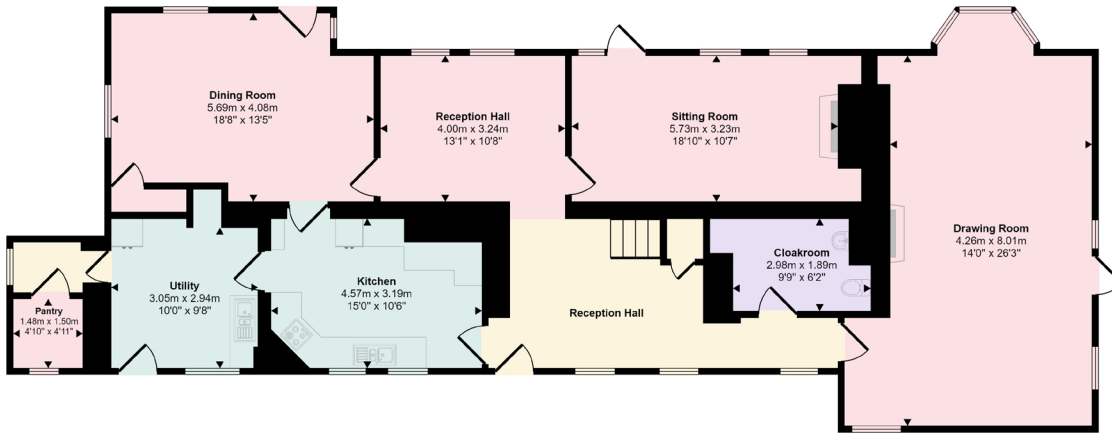 Dining Room
5.69m x 4.08m
18'8" x 13'5"
Reception Hall
4.00m x 3.24m
13'1" x 10'8"
Sitting Room
5.73m x 3.23m
18'10" x 10'7"
Drawing Room
4.26m x 8.01m
14'0" x 26'3"
Cloakroom
2.98m x 1.89m
9'9" x 6'2"
Kitchen
4.57m x 3.19m
15'0" x 10'6"
Utility
3.05m x 2.94m
10'0" x 9'8"
Pantry
1.48m x 1.50m
4'10" x 4'11"
Reception Hall